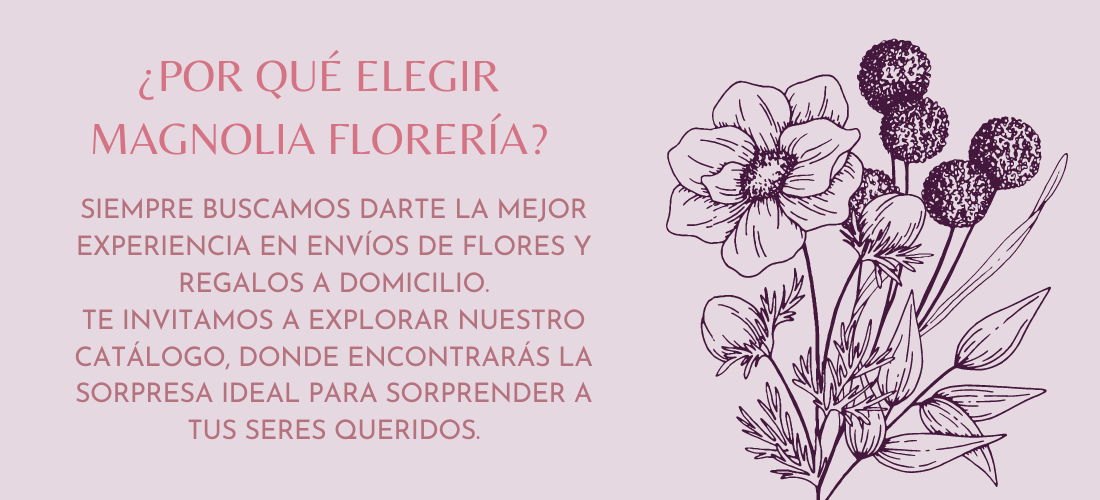 ¿POR QUÉ ELEGIR
MAGNOLIA FLORERÍA?
SIEMPRE BUSCAMOS DARTE LA MEJOR
EXPERIENCIA EN ENVÍOS DE FLORES Y
REGALOS A DOMICILIO.
TE INVITAMOS A EXPLORAR NUESTRO
CATÁLOGO, DONDE ENCONTRARÁS LA
SORPRESA IDEAL PARA SORPRENDER A
TUS SERES QUERIDOS.